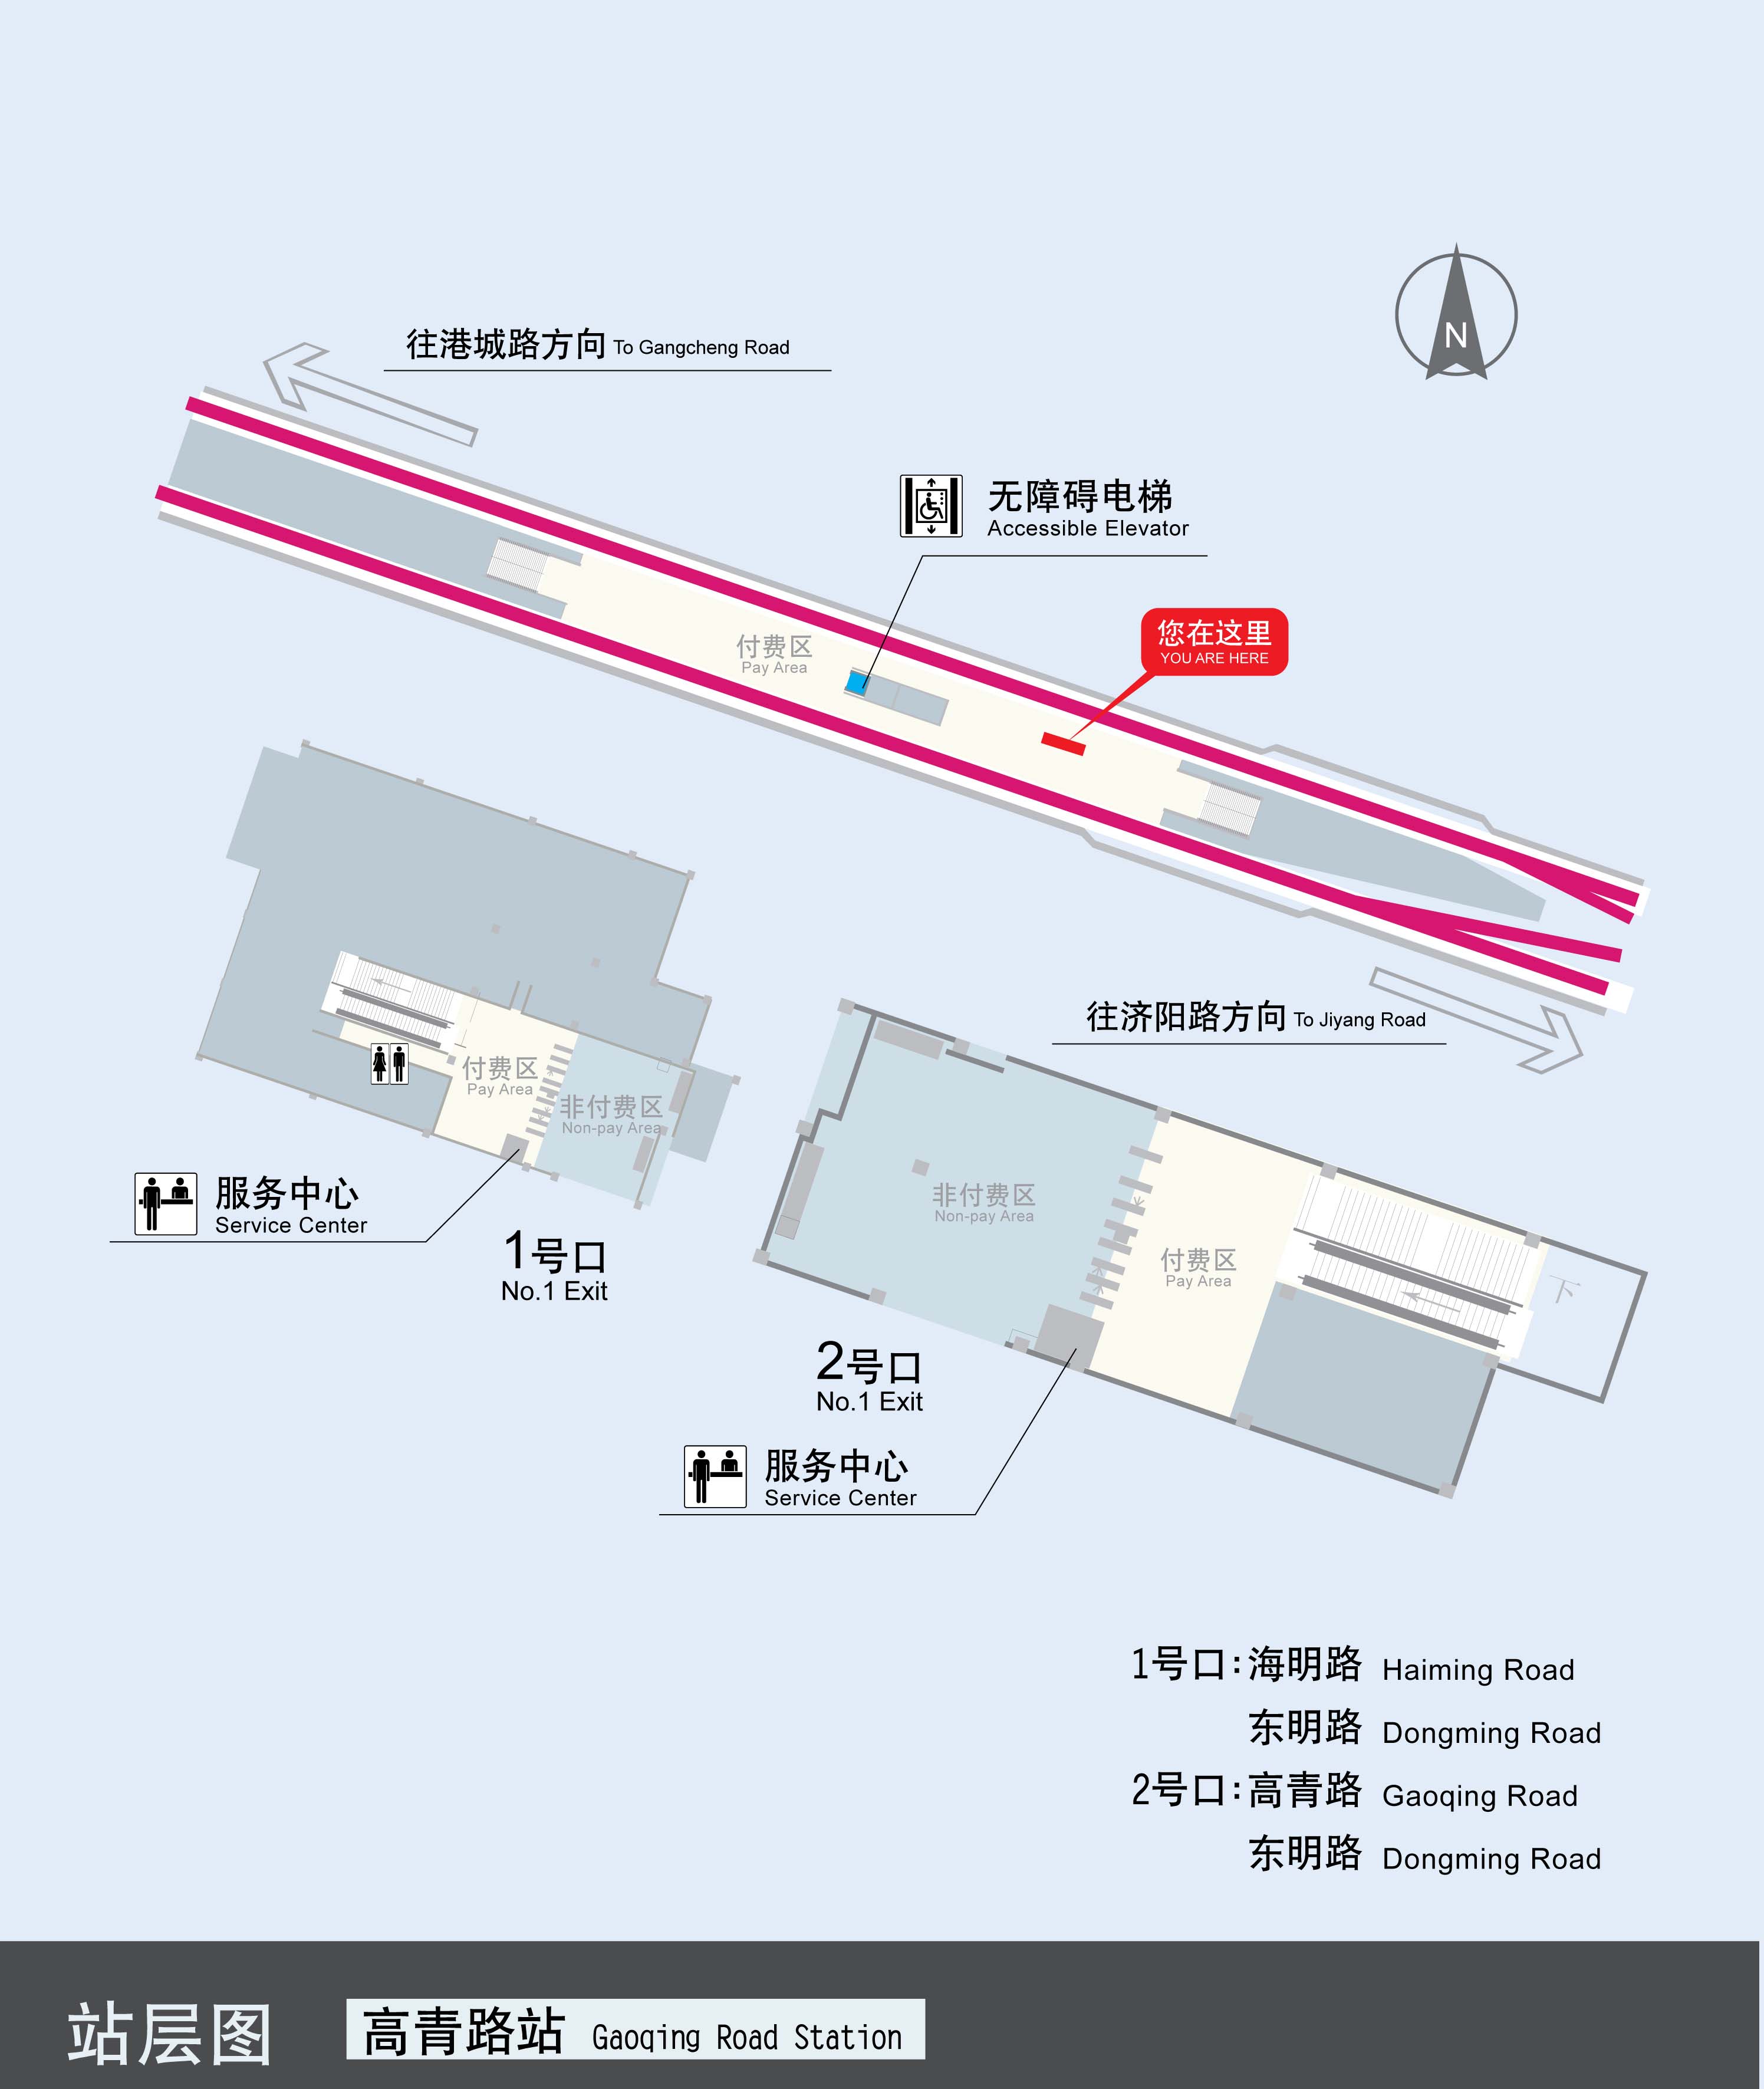 往港城路方向 To Gangcheng Road
N
无障碍电梯
Accessible Elevator
您在这里
YOU ARE HERE
付费区
Pay Area
往济阳路方向 To Jiyang Road
付费区
Pay Area
非付费区
Non-pay Area
服务中心
Service Center
1号口
No.1 Exit
非付费区
Non-pay Area
付费区
Pay Area
下
2号口
No.1 Exit
服务中心
Service Center
1号口:海明路 Haiming Road
东明路 Dongming Road
2号口:高青路 Gaoqing Road
东明路 Dongming Road
站层图 高青路站 Gaoqing Road Station